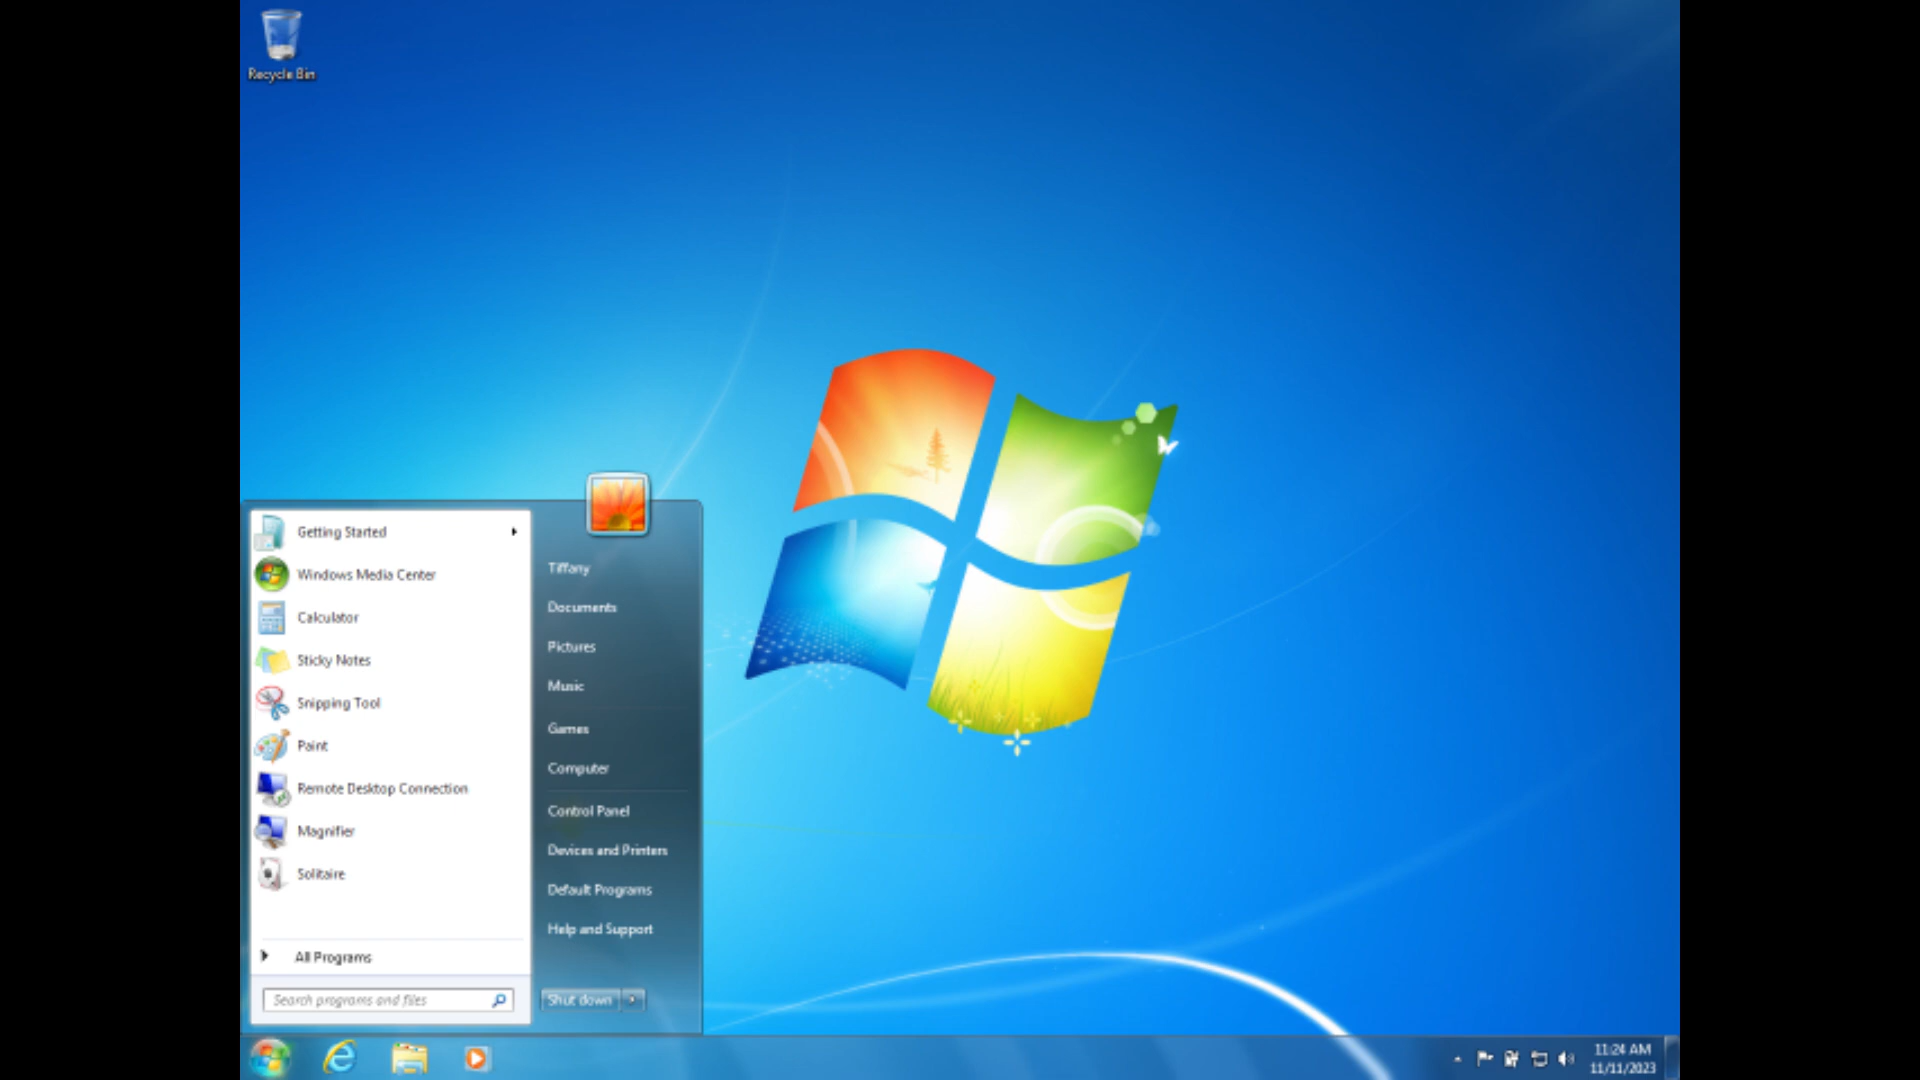 Recycle Bin
Getting Started
Windows Media Center
Calculator
Sticky Notes
Snipping Tool
Paint
Remote Desktop Connection
Magnifier
Solitaire
All Programs
Search programs and files
Tiffany
Documents
Pictures
Music
Games
Computer
Control Panel
Devices and Printers
Default Programs
Help and Support
Shut down
11:24 AM
11/11/2023